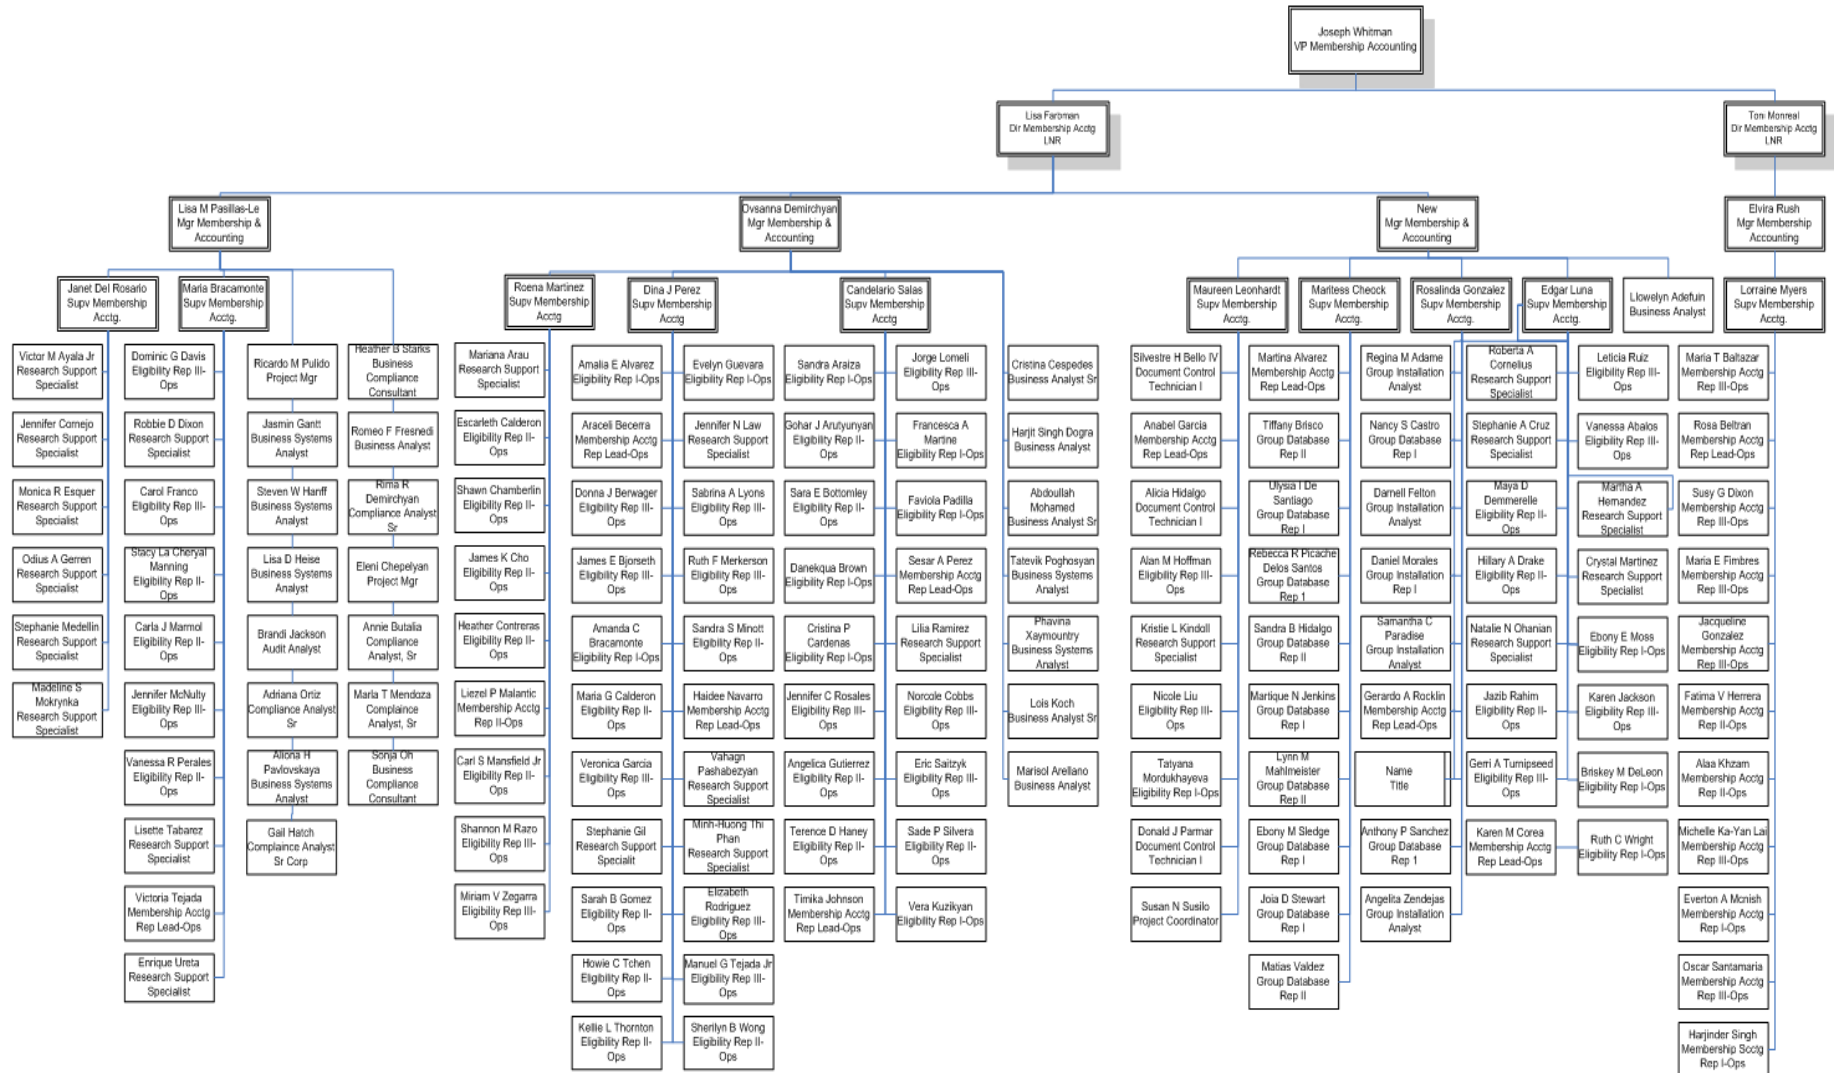 Joseph Whitman
VP Membership Accounting
Lisa Farbman
Dir Membership Acctg
LNR
Toni Monreal
Dir Membership Acctg
LNR
Lisa M Pasillas-Le
Mgr Membership &
Accounting
Ovsanna Demirchyan
Mgr Membership &
Accounting
New
Mgr Membership &
Accounting
Elvira Rush
Mgr Membership
Accounting
Janet Del Rosario
Supv Membership
Acctg.
Maria Bracamonte
Supv Membership
Acctg.
Roena Martinez
Supv Membership
Acctg
Dina J Perez
Supv Membership
Acctg
Candelario Salas
Supv Membership
Acctg
Maureen Leonhardt
Supv Membership
Acctg.
Maritess Cheock
Supv Membership
Acctg.
Rosalinda Gonzalez
Supv Membership
Acctg.
Edgar Luna
Supv Membership
Acctg.
Llowelyn Adefuin
Business Analyst
Lorraine Myers
Supv Membership
Acctg.
Victor M Ayala Jr
Research Support
Specialist
Jennifer Cornejo
Research Support
Specialist
Monica R Esquer
Research Support
Specialist
Odius A Gerren
Research Support
Specialist
Stephanie Medellin
Research Support
Specialist
Madeline S
Mokrynka
Research Support
Specialist
Dominic G Davis
Eligibility Rep III-
Ops
Robbie D Dixon
Research Support
Specialist
Carol Franco
Eligibility Rep III-
Ops
Stacy La Cheryal
Manning
Eligibility Rep II-
Ops
Carla J Marmol
Eligibility Rep II-
Ops
Jennifer McNulty
Eligibility Rep III-
Ops
Vanessa R Perales
Eligibility Rep II-
Ops
Lisette Tabarez
Research Support
Specialist
Victoria Tejada
Membership Acctg
Rep Lead-Ops
Enrique Ureta
Research Support
Specialist
Ricardo M Pulido
Project Mgr
Jasmin Gantt
Business Systems
Analyst
Steven W Hanff
Business Systems
Analyst
Lisa D Heise
Business Systems
Analyst
Brandi Jackson
Audit Analyst
Adriana Ortiz
Compliance Analyst
Sr
Aliona H
Pavlovskaya
Business Systems
Analyst
Gail Hatch
Complaince Analyst
Sr Corp
Heather B Starks
Business
Compliance
Consultant
Romeo F Fresnedi
Business Analyst
Rima R
Demirchyan
Compliance Analyst
Sr
Eleni Chepelyan
Project Mgr
Annie Butalia
Compliance
Analyst, Sr
Marla T Mendoza
Complaince
Analyst, Sr
Sonja Oh
Business
Compliance
Consultant
Mariana Arau
Research Support
Specialist
Escarleth Calderon
Eligibility Rep II-
Ops
Shawn Chamberlin
Eligibility Rep II-
Ops
James K Cho
Eligibility Rep II-
Ops
Heather Contreras
Eligibility Rep II-
Ops
Liezel P Malantic
Membership Acctg
Rep II-Ops
Carl S Mansfield Jr
Eligibility Rep II-
Ops
Shannon M Razo
Eligibility Rep III-
Ops
Miriam V Zegarra
Eligibility Rep III-
Ops
Amalia E Alvarez
Eligibility Rep I-Ops
Araceli Becerra
Membership Acctg
Rep Lead-Ops
Donna J Berwager
Eligibility Rep III-
Ops
James E Bjorseth
Eligibility Rep III-
Ops
Amanda C
Bracamonte
Eligibility Rep I-Ops
Maria G Calderon
Eligibility Rep II-
Ops
Veronica Garcia
Eligibility Rep III-
Ops
Stephanie Gil
Research Support
Specialit
Sarah B Gomez
Eligibility Rep II-
Ops
Howie C Tchen
Eligibility Rep II-
Ops
Kellie L Thornton
Eligibility Rep II-
Ops
Evelyn Guevara
Eligibility Rep I-Ops
Jennifer N Law
Research Support
Specialist
Sabrina A Lyons
Eligibility Rep II-
Ops
Ruth F Merkerson
Eligibility Rep III-
Ops
Sandra S Minott
Eligibility Rep II-
Ops
Haidee Navarro
Membership Acctg
Rep Lead-Ops
Vahagn
Pashabezyan
Research Support
Specialist
Minh-Huong Thi
Phan
Research Support
Specialist
Elizabeth
Rodriguez
Eligibility Rep III-
Ops
Manuel G Tejada Jr
Eligibility Rep III-
Ops
Sherilyn B Wong
Eligibility Rep II-
Ops
Sandra Araiza
Eligibility Rep I-Ops
Gohar J Arutyunyan
Eligibility Rep II-
Ops
Sara E Bottomley
Eligibility Rep II-
Ops
Danekqua Brown
Eligibility Rep I-Ops
Cristina P
Cardenas
Eligibility Rep I-Ops
Jennifer C Rosales
Eligibility Rep III-
Ops
Angelica Gutierrez
Eligibility Rep II-
Ops
Terence D Haney
Eligibility Rep II-
Ops
Timika Johnson
Membership Acctg
Rep Lead-Ops
Jorge Lomeli
Eligibility Rep III-
Ops
Francesca A
Martine
Eligibility Rep I-Ops
Faviola Padilla
Eligibility Rep I-Ops
Sesar A Perez
Membership Acctg
Rep Lead-Ops
Lilia Ramirez
Research Support
Specialist
Norcole Cobbs
Eligibility Rep III-
Ops
Eric Saitzyk
Eligibility Rep III-
Ops
Sade P Silvera
Eligibility Rep II-
Ops
Vera Kuzikyan
Eligibility Rep I-Ops
Cristina Cespedes
Business Analyst Sr
Harjit Singh Dogra
Business Analyst
Abdoullah
Mohamed
Business Analyst Sr
Tatevik Poghosyan
Business Systems
Analyst
Phavina
Xaymountry
Business Systems
Analyst
Lois Koch
Business Analyst Sr
Marisol Arellano
Business Analyst
Silvestre H Bello IV
Document Control
Technician I
Anabel Garcia
Membership Acctg
Rep Lead-Ops
Alicia Hidalgo
Document Control
Technician I
Alan M Hoffman
Eligibility Rep III-
Ops
Kristie L Kindoll
Research Support
Specialist
Nicole Liu
Eligibility Rep III-
Ops
Tatyana
Mordukhayeva
Eligibility Rep I-Ops
Donald J Parmar
Document Control
Technician I
Susan N Susilo
Project Coordinator
Martina Alvarez
Membership Acctg
Rep Lead-Ops
Tiffany Brisco
Group Database
Rep II
Ulysia I De
Santiago
Group Database
Rep I
Rebecca R Picache
Delos Santos
Group Database
Rep 1
Sandra B Hidalgo
Group Database
Rep II
Martique N Jenkins
Group Database
Rep I
Lynn M
Mahlmeister
Group Database
Rep II
Ebony M Sledge
Group Database
Rep I
Joia D Stewart
Group Database
Rep I
Matias Valdez
Group Database
Rep II
Regina M Adame
Group Installation
Analyst
Nancy S Castro
Group Database
Rep I
Darnell Felton
Group Installation
Analyst
Daniel Morales
Group Installation
Rep I
Samantha C
Paradise
Group Installation
Analyst
Gerardo A Rocklin
Membership Acctg
Rep Lead-Ops
Name
Title
Anthony P Sanchez
Group Database
Rep 1
Angelita Zendejas
Group Installation
Analyst
Roberta A
Cornelius
Research Support
Specialist
Stephanie A Cruz
Research Support
Specialist
Maya D
Demmerelle
Eligibility Rep II-
Ops
Hillary A Drake
Eligibility Rep II-
Ops
Natalie N Ohanian
Research Support
Specialist
Jazib Rahim
Eligibility Rep II-
Ops
Gerri A Turnipseed
Eligibility Rep III-
Ops
Karen M Corea
Membership Acctg
Rep Lead-Ops
Leticia Ruiz
Eligibility Rep III-
Ops
Vanessa Abalos
Eligibility Rep III-
Ops
Martha A
Hernandez
Research Support
Specialist
Crystal Martinez
Research Support
Specialist
Ebony E Moss
Eligibility Rep I-Ops
Karen Jackson
Eligibility Rep III-
Ops
Briskey M DeLeon
Eligibility Rep I-Ops
Ruth C Wright
Eligibility Rep I-Ops
Maria T Baltazar
Membership Acctg
Rep III-Ops
Rosa Beltran
Membership Acctg
Rep Lead-Ops
Susy G Dixon
Membership Acctg
Rep III-Ops
Maria E Fimbres
Membership Acctg
Rep III-Ops
Jacqueline
Gonzalez
Membership Acctg
Rep III-Ops
Fatima V Herrera
Membership Acctg
Rep II-Ops
Alaa Khzam
Membership Acctg
Rep II-Ops
Michelle Ka-Yan Lai
Membership Acctg
Rep III-Ops
Everton A Mcnish
Membership Acctg
Rep I-Ops
Oscar Santamaria
Membership Acctg
Rep III-Ops
Harjinder Singh
Membership Scctg
Rep I-Ops